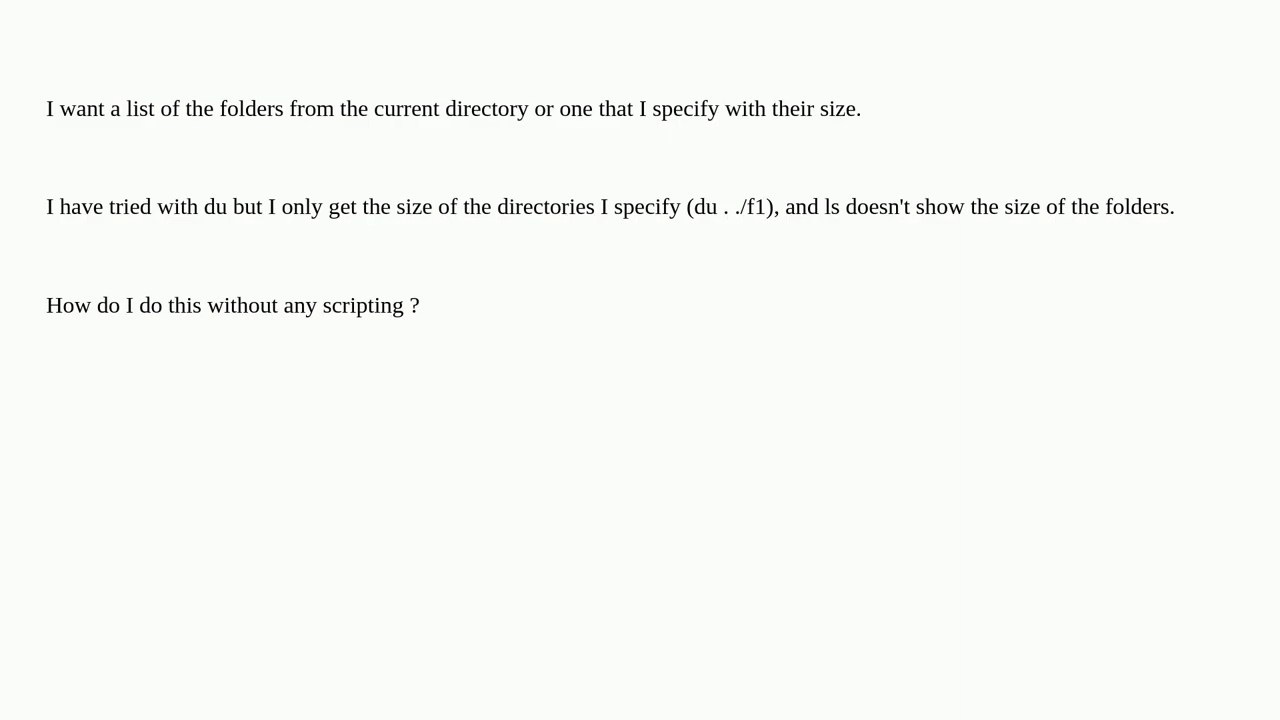 I want a list of the folders from the current directory or one that I specify with their size.
I have tried with du but I only get the size of the directories I specify (du . ./f1), and ls doesn't show the size of the folders.
How do I do this without any scripting ?